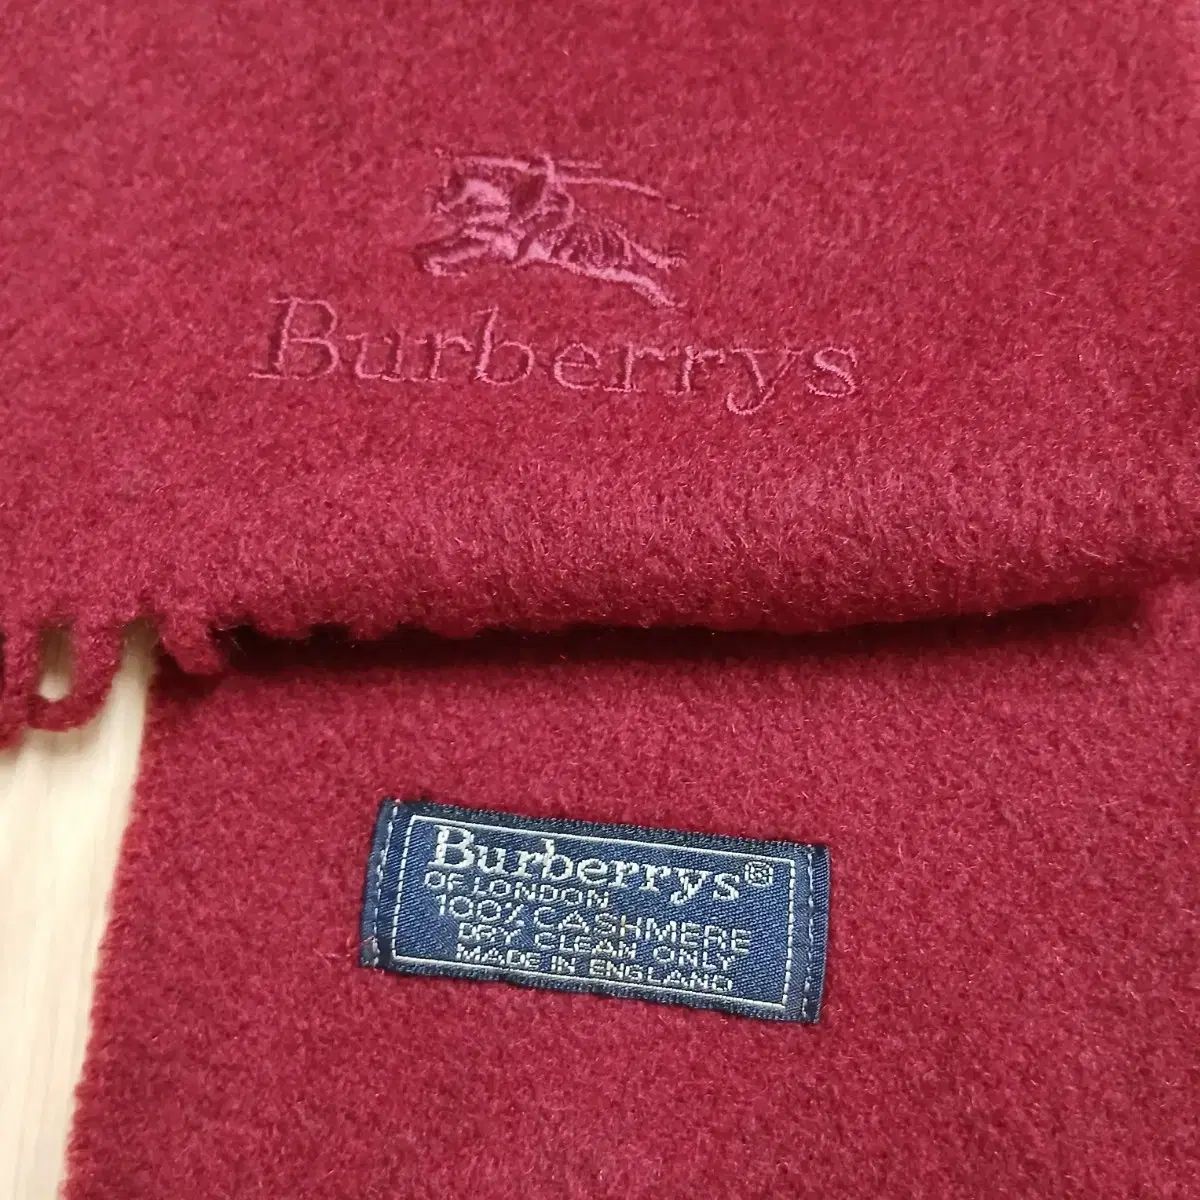 Burberrys
Burberrys®
OF LONDON
100% CASHMERE
DRY CLEAN ONLY
MADE IN ENGLAND